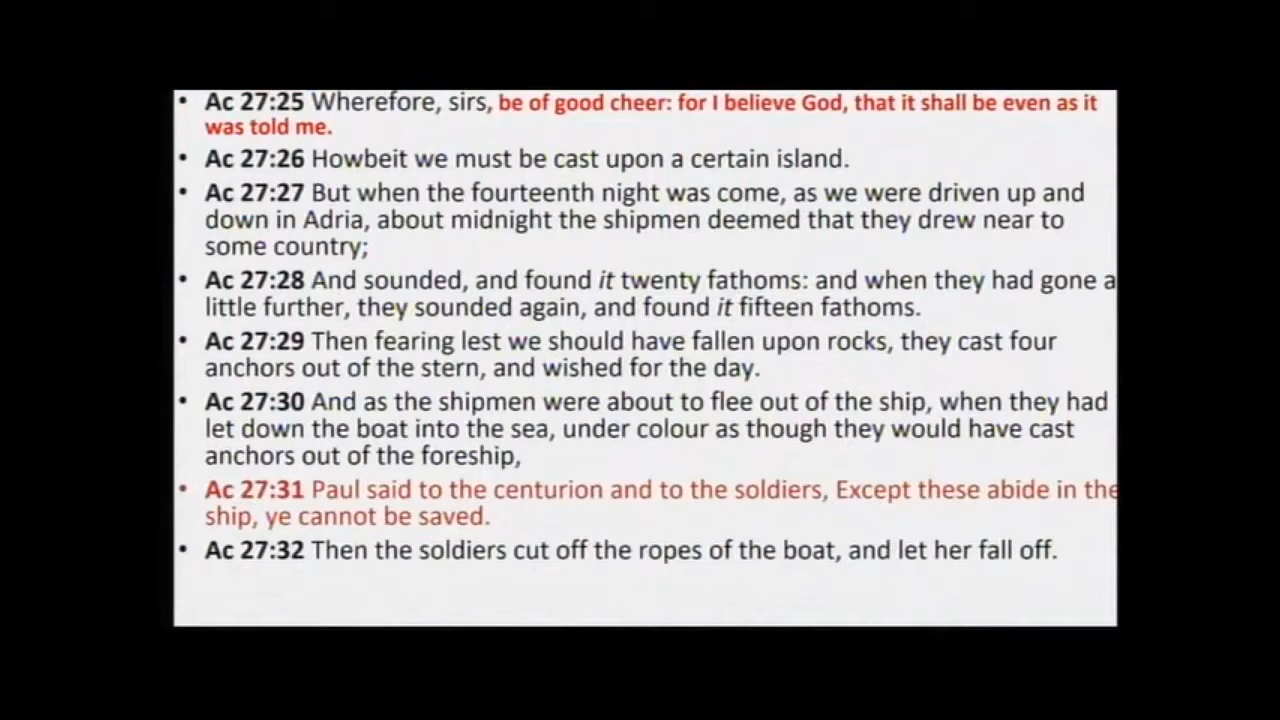 • Ac 27:25 Wherefore, sirs, be of good cheer: for I believe God, that it shall be even as it
was told me.
• Ac 27:26 Howbeit we must be cast upon a certain island.
• Ac 27:27 But when the fourteenth night was come, as we were driven up and
down in Adria, about midnight the shipmen deemed that they drew near to
some country;
• Ac 27:28 And sounded, and found it twenty fathoms: and when they had gone a
little further, they sounded again, and found it fifteen fathoms.
• Ac 27:29 Then fearing lest we should have fallen upon rocks, they cast four
anchors out of the stern, and wished for the day.
• Ac 27:30 And as the shipmen were about to flee out of the ship, when they had
let down the boat into the sea, under colour as though they would have cast
anchors out of the foreship,
• Ac 27:31 Paul said to the centurion and to the soldiers, Except these abide in the
ship, ye cannot be saved.
• Ac 27:32 Then the soldiers cut off the ropes of the boat, and let her fall off.